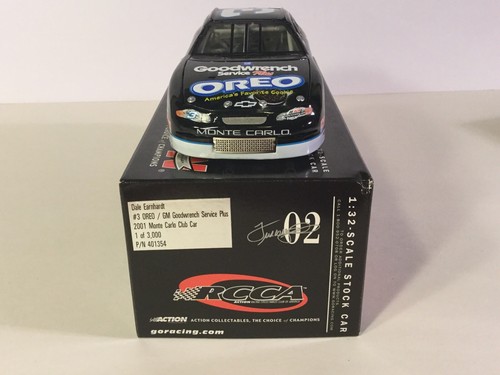 Goodwrench
Service Plus
OREO
America's Favorite Cookie
MONTE CARLO
Dale Earnhardt
#3 OREO / GM Goodwrench Service Plus
2001 Monte Carlo Club Car
1 of 3,000
P/N 401354
02
RCCA
ACTION
ACTION COLLECTABLES, THE CHOICE of CHAMPIONS
goracing.com
1:32-SCALE STOCK CAR